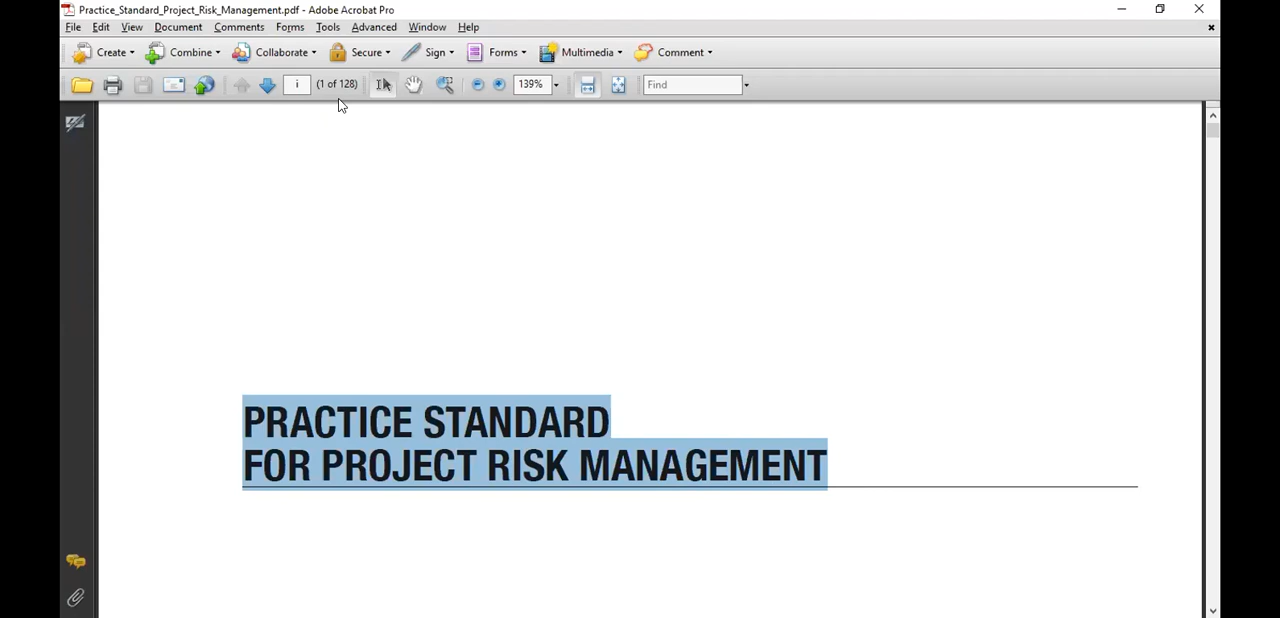 Practice_Standard_Project_Risk_Management.pdf - Adobe Acrobat Pro
File Edit View Document Comments Forms Tools Advanced Window Help
Create Combine Collaborate Secure Sign Forms Multimedia Comment
i (1 of 128) 139% Find
PRACTICE STANDARD
FOR PROJECT RISK MANAGEMENT